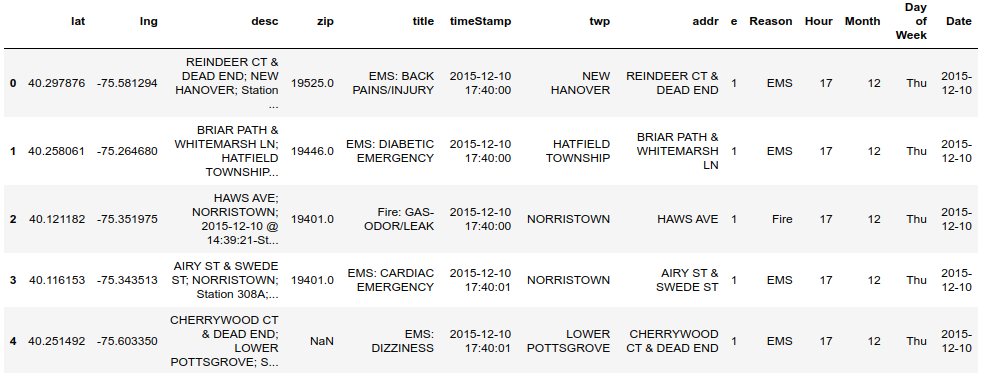 lat lng desc zip title timeStamp twp addr e Reason Hour Month Day of Week Date
0 40.297876 -75.581294 REINDEER CT & DEAD END; NEW HANOVER; Station ... 19525.0 EMS: BACK PAINS/INJURY 2015-12-10 17:40:00 NEW HANOVER REINDEER CT & DEAD END 1 EMS 17 12 Thu 2015-12-10
1 40.258061 -75.264680 BRIAR PATH & WHITEMARSH LN; HATFIELD TOWNSHIP... 19446.0 EMS: DIABETIC EMERGENCY 2015-12-10 17:40:00 HATFIELD TOWNSHIP BRIAR PATH & WHITEMARSH LN 1 EMS 17 12 Thu 2015-12-10
2 40.121182 -75.351975 HAWS AVE; NORRISTOWN; 2015-12-10 @ 14:39:21-St... 19401.0 Fire: GAS-ODOR/LEAK 2015-12-10 17:40:00 NORRISTOWN HAWS AVE 1 Fire 17 12 Thu 2015-12-10
3 40.116153 -75.343513 AIRY ST & SWEDE ST; NORRISTOWN; Station 308A;... 19401.0 EMS: CARDIAC EMERGENCY 2015-12-10 17:40:01 NORRISTOWN AIRY ST & SWEDE ST 1 EMS 17 12 Thu 2015-12-10
4 40.251492 -75.603350 CHERRYWOOD CT & DEAD END; LOWER POTTSGROVE; S... NaN EMS: DIZZINESS 2015-12-10 17:40:01 LOWER POTTSGROVE CHERRYWOOD CT & DEAD END 1 EMS 17 12 Thu 2015-12-10